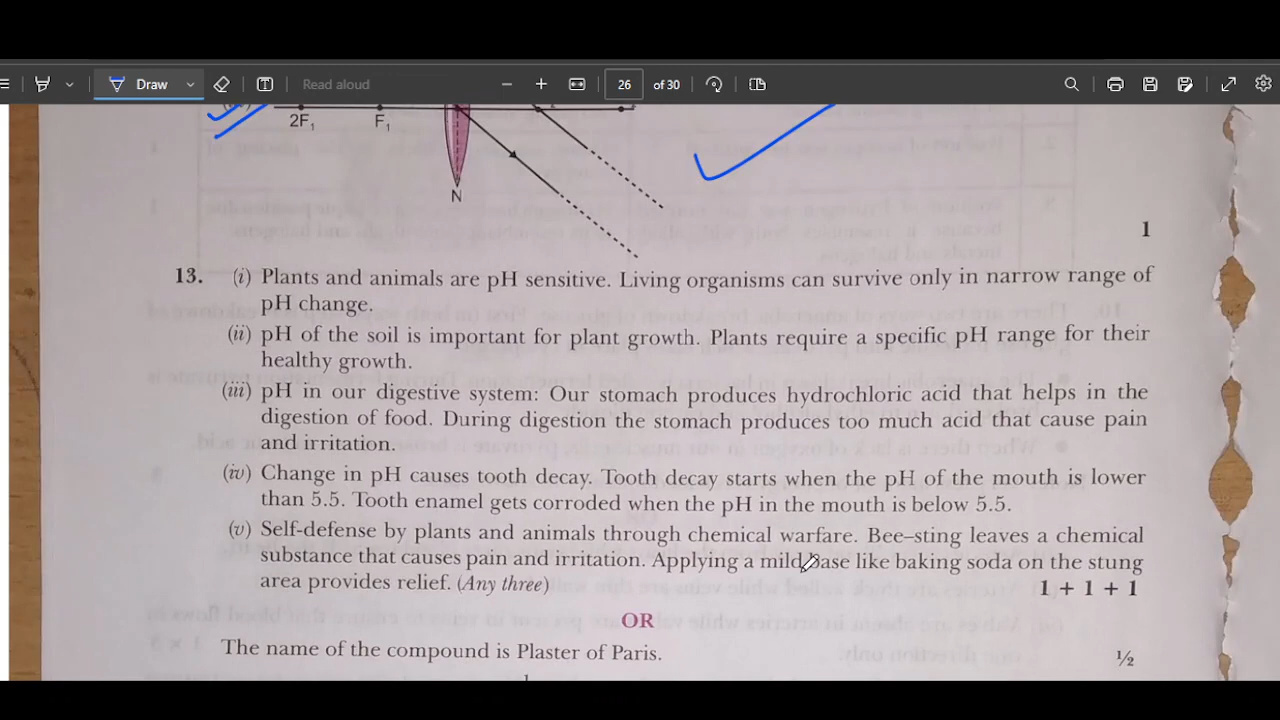 Draw
Read aloud
26 of 30
2F₁ F₁
N
1
13. (i) Plants and animals are pH sensitive. Living organisms can survive only in narrow range of
pH change.
(ii) pH of the soil is important for plant growth. Plants require a specific pH range for their
healthy growth.
(iii) pH in our digestive system: Our stomach produces hydrochloric acid that helps in the
digestion of food. During digestion the stomach produces too much acid that cause pain
and irritation.
(iv) Change in pH causes tooth decay. Tooth decay starts when the pH of the mouth is lower
than 5.5. Tooth enamel gets corroded when the pH in the mouth is below 5.5.
(v) Self-defense by plants and animals through chemical warfare. Bee–sting leaves a chemical
substance that causes pain and irritation. Applying a mild base like baking soda on the stung
area provides relief. (Any three) 1 + 1 + 1
OR
The name of the compound is Plaster of Paris. ½